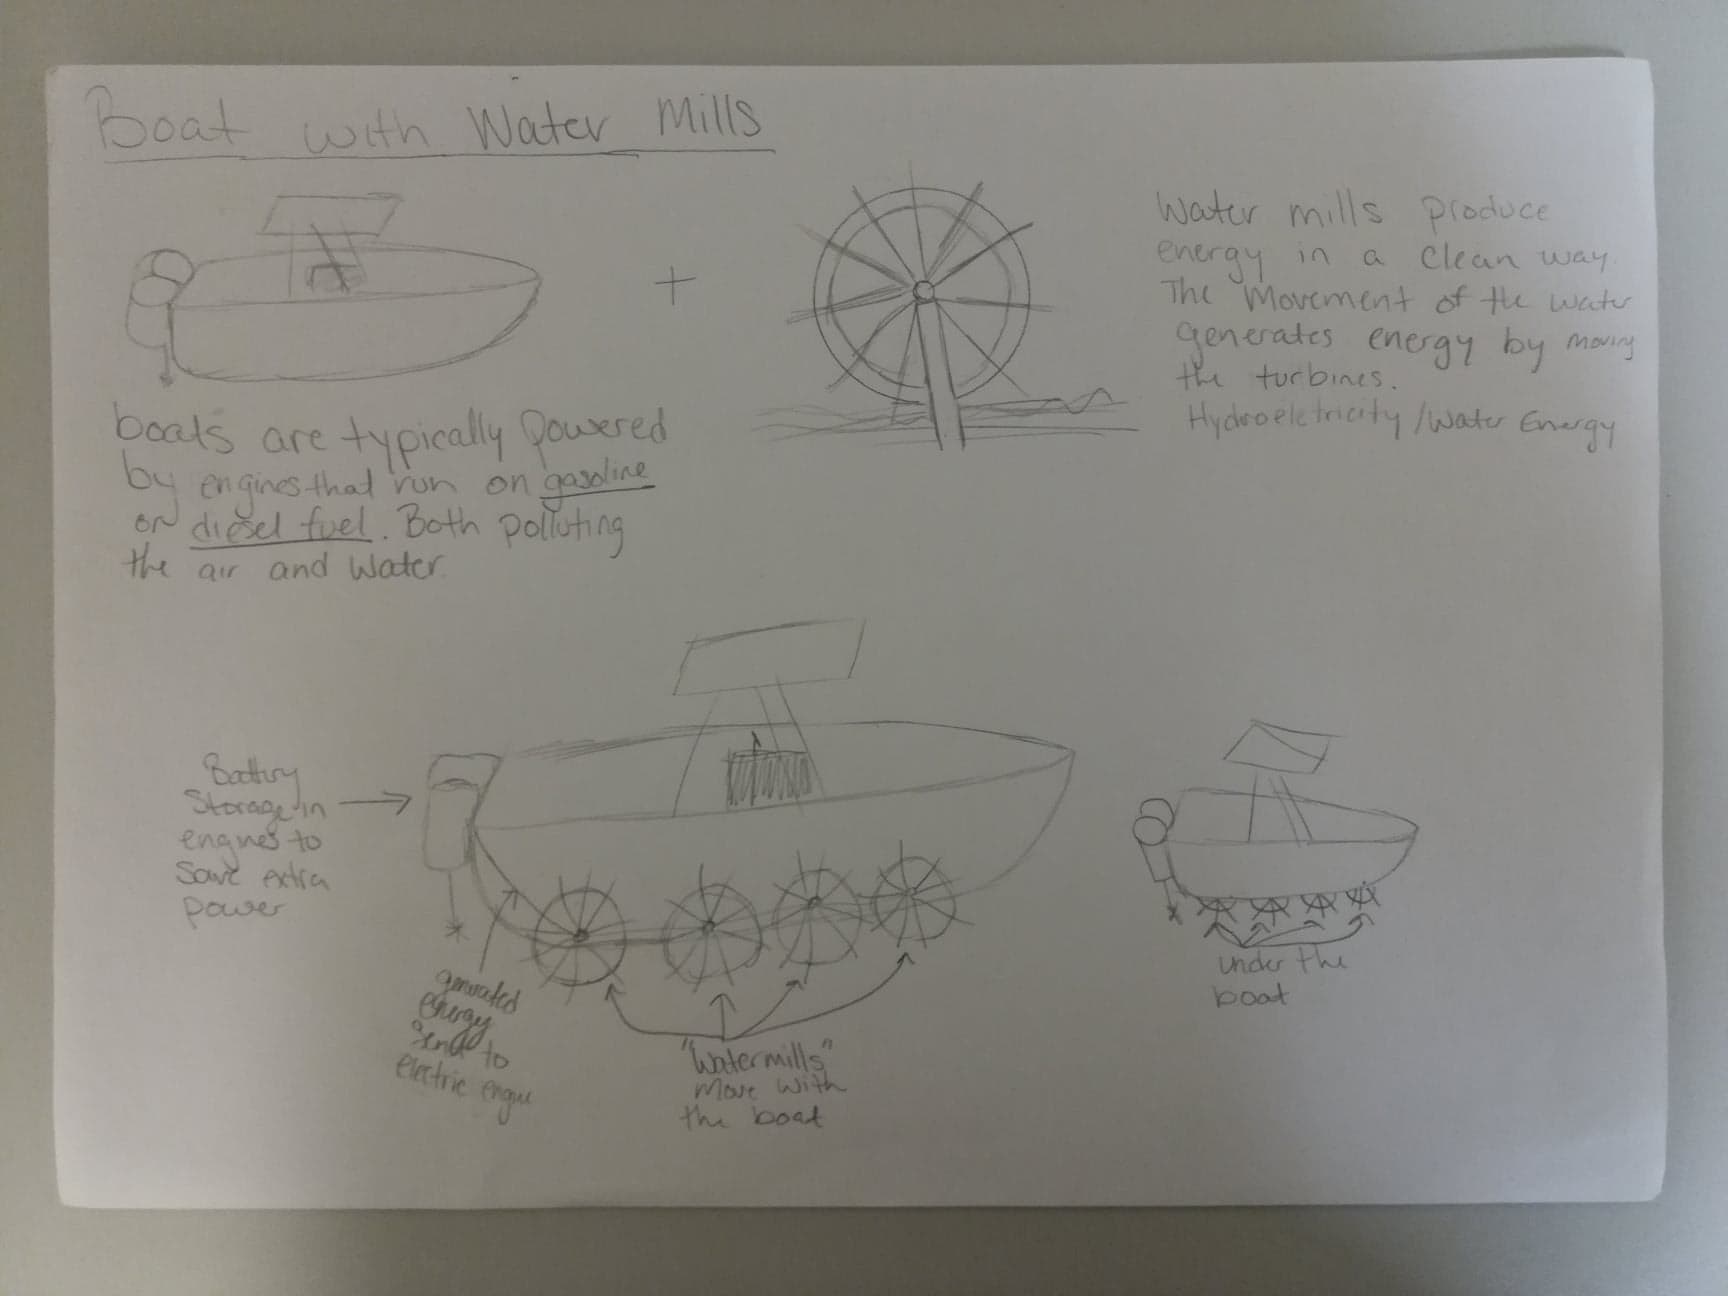 Boat with Water Mills
boats are typically powered
by engines that run on gasoline
or diesel fuel. Both polluting
the air and water.
+
Water mills produce
energy in a clean way.
The Movement of the water
generates energy by moving
the turbines.
Hydroeletricity / Water Energy
Battery
Storage in
engines to
Save extra
power
generated
energy
send to
electric engine
"Watermills"
move with
the boat
under the
boat